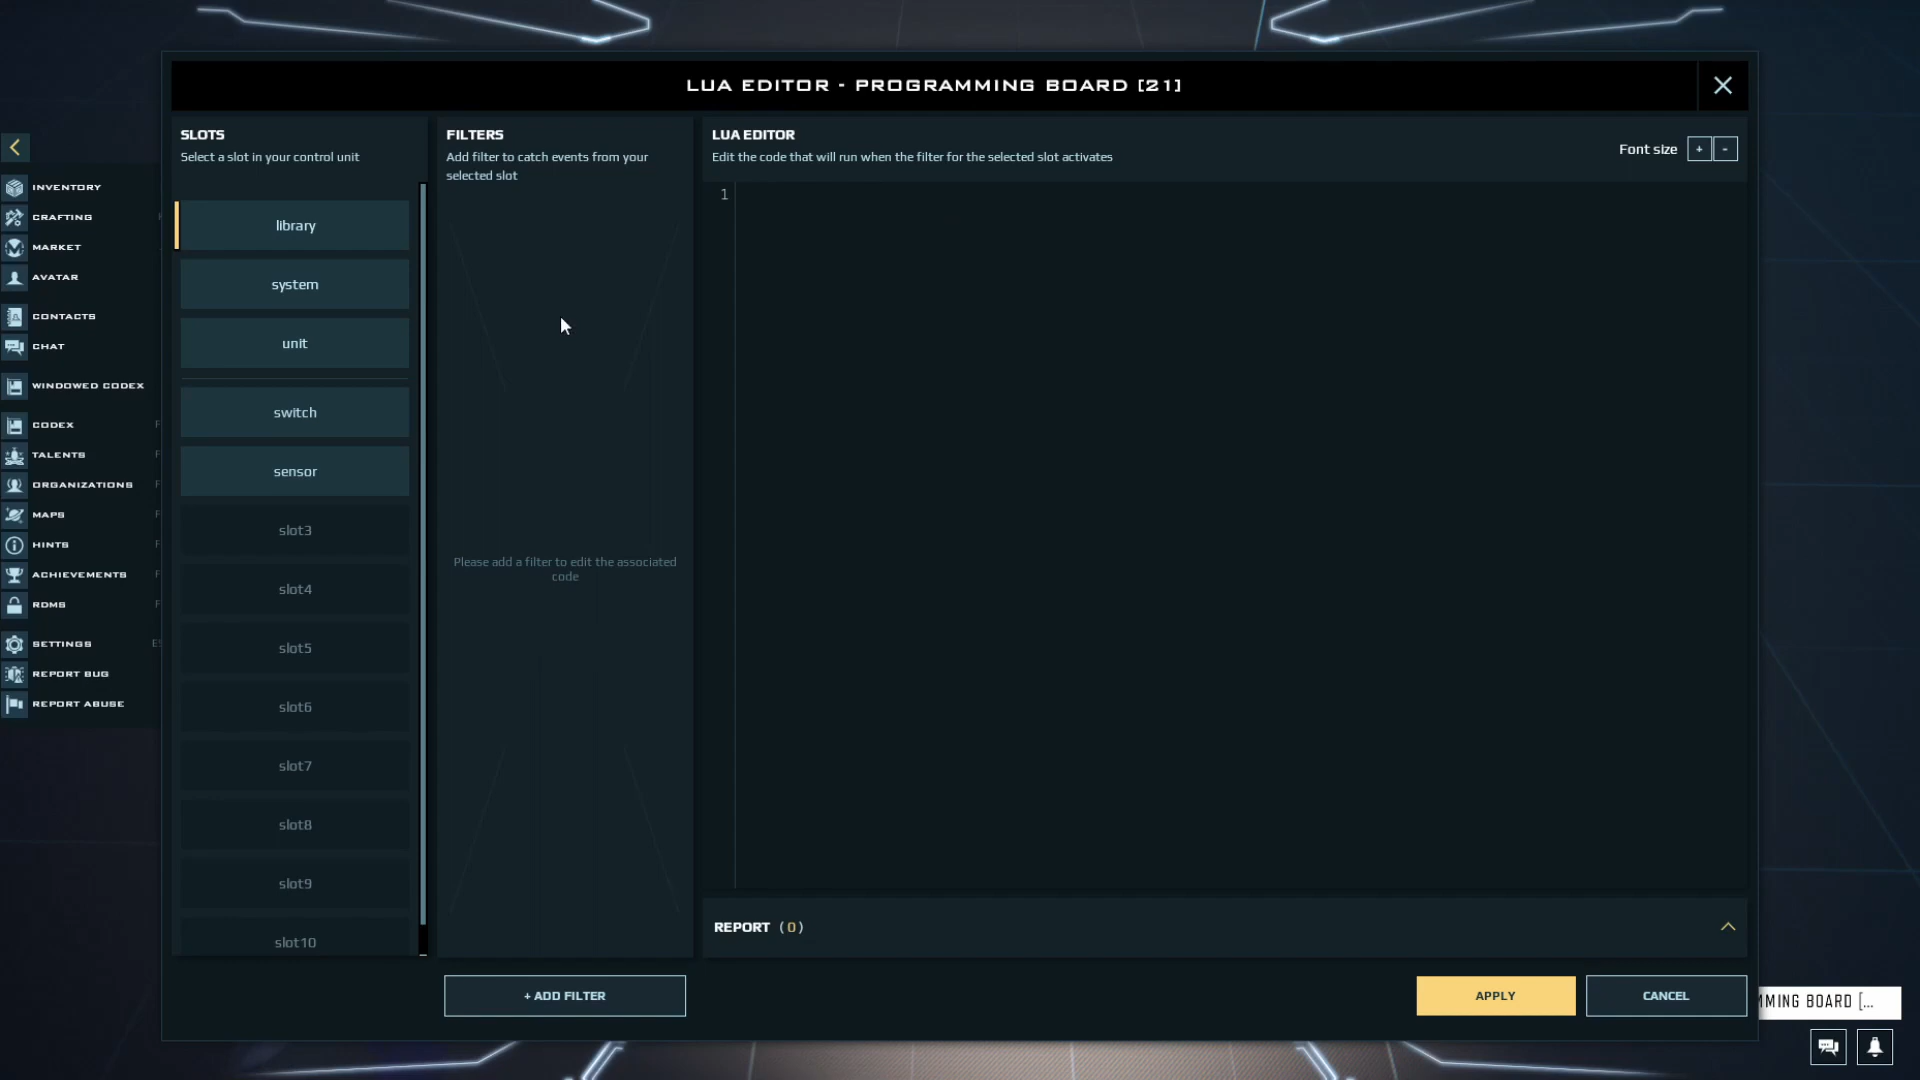 LUA EDITOR - PROGRAMMING BOARD [21]
INVENTORY
CRAFTING
MARKET
AVATAR
CONTACTS
CHAT
WINDOWED CODEX
CODEX
TALENTS
ORGANIZATIONS
MAPS
HINTS
ACHIEVEMENTS
RDMS
SETTINGS
REPORT BUG
REPORT ABUSE
SLOTS
Select a slot in your control unit
library
system
unit
switch
sensor
slot3
slot4
slot5
slot6
slot7
slot8
slot9
slot10
FILTERS
Add filter to catch events from your
selected slot
Please add a filter to edit the associated
code
+ ADD FILTER
LUA EDITOR
Edit the code that will run when the filter for the selected slot activates
Font size + -
1
REPORT (0)
APPLY
CANCEL
MMING BOARD [...